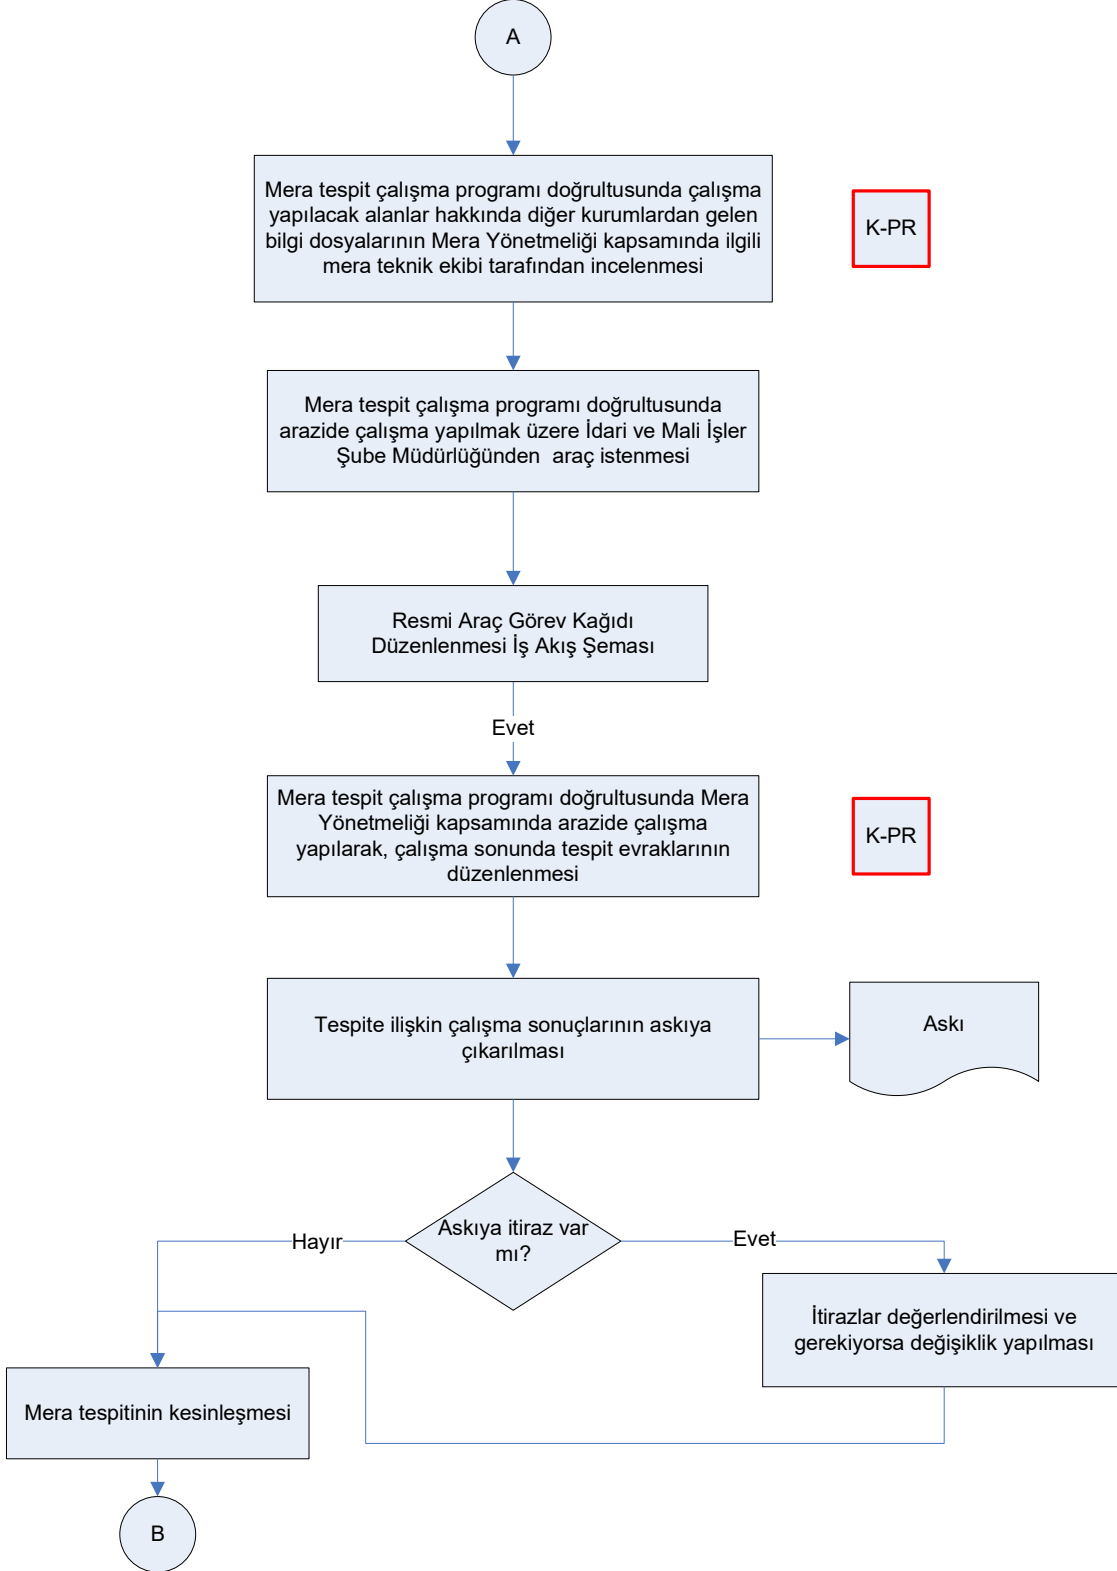 A
Mera tespit çalışma programı doğrultusunda çalışma
yapılacak alanlar hakkında diğer kurumlardan gelen
bilgi dosyalarının Mera Yönetmeliği kapsamında ilgili
mera teknik ekibi tarafından incelenmesi
K-PR
Mera tespit çalışma programı doğrultusunda
arazide çalışma yapılmak üzere İdari ve Mali İşler
Şube Müdürlüğünden  araç istenmesi
Resmi Araç Görev Kağıdı
Düzenlenmesi İş Akış Şeması
Evet
Mera tespit çalışma programı doğrultusunda Mera
Yönetmeliği kapsamında arazide çalışma
yapılarak, çalışma sonunda tespit evraklarının
düzenlenmesi
K-PR
Tespite ilişkin çalışma sonuçlarının askıya
çıkarılması
Askı
Askıya itiraz var
mı?
Hayır
Evet
İtirazlar değerlendirilmesi ve
gerekiyorsa değişiklik yapılması
Mera tespitinin kesinleşmesi
B